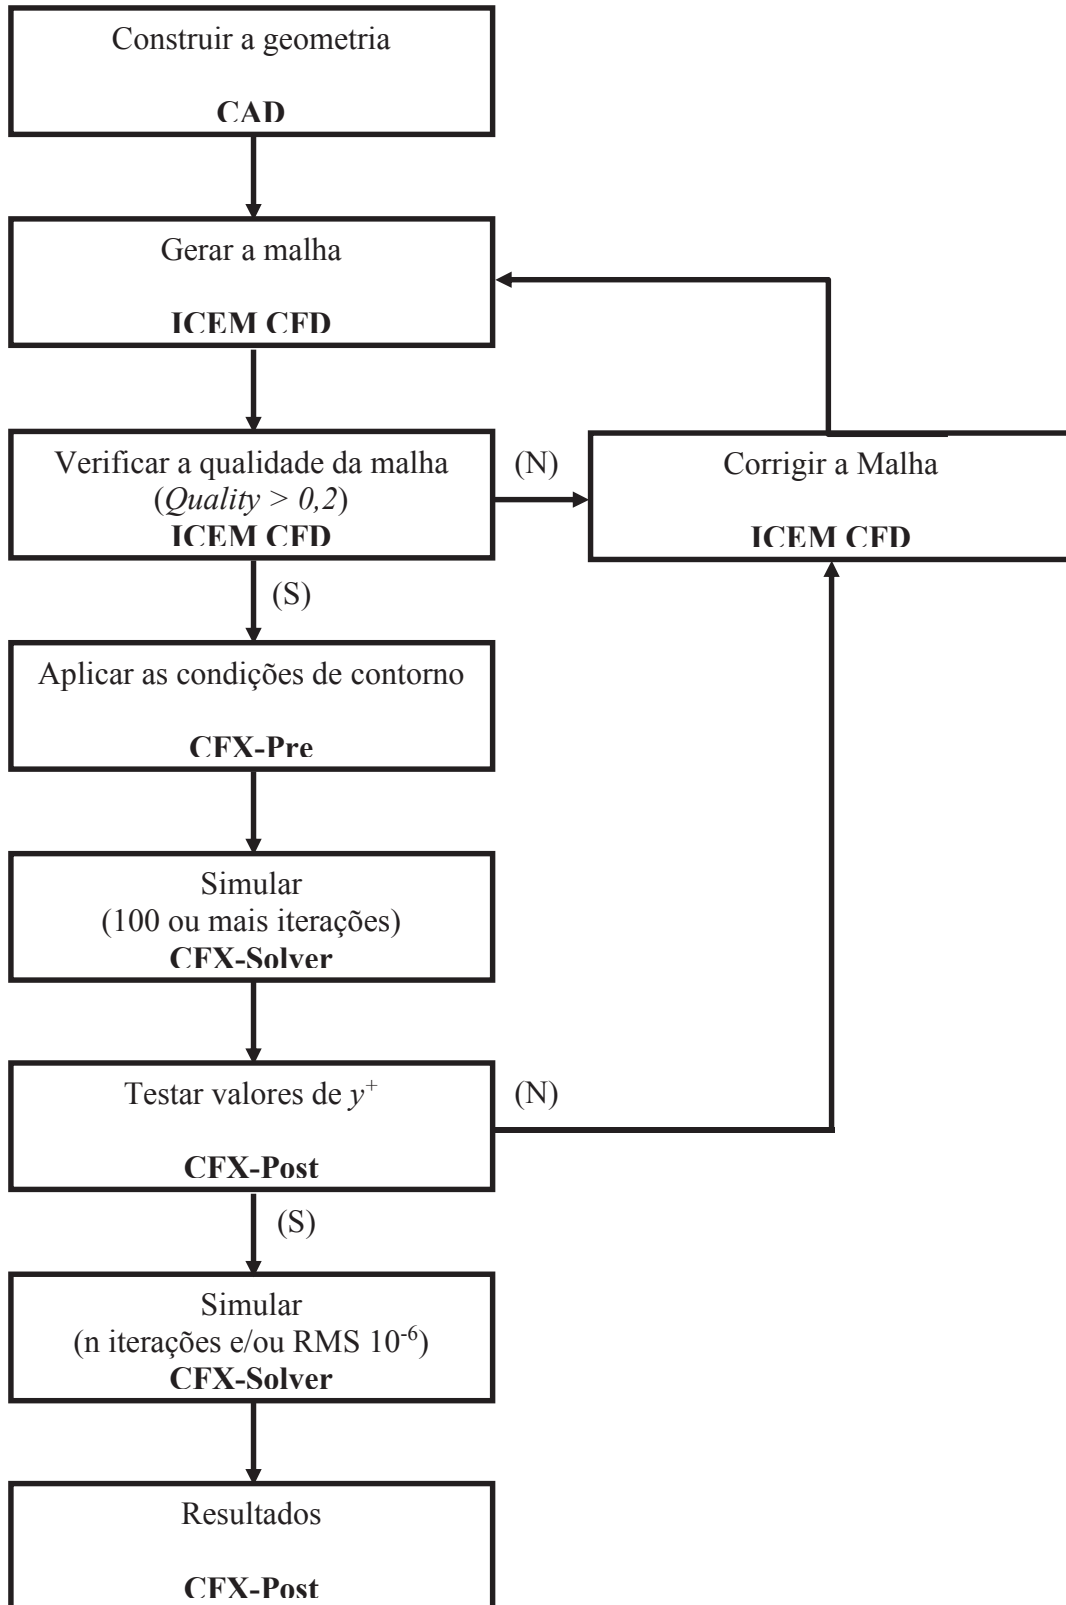 Construir a geometria
CAD
Gerar a malha
ICEM CFD
Verificar a qualidade da malha
(Quality > 0,2)
ICEM CFD
(N)
Corrigir a Malha
ICEM CFD
(S)
Aplicar as condições de contorno
CFX-Pre
Simular
(100 ou mais iterações)
CFX-Solver
Testar valores de y⁺
CFX-Post
(N)
(S)
Simular
(n iterações e/ou RMS 10⁻⁶)
CFX-Solver
Resultados
CFX-Post